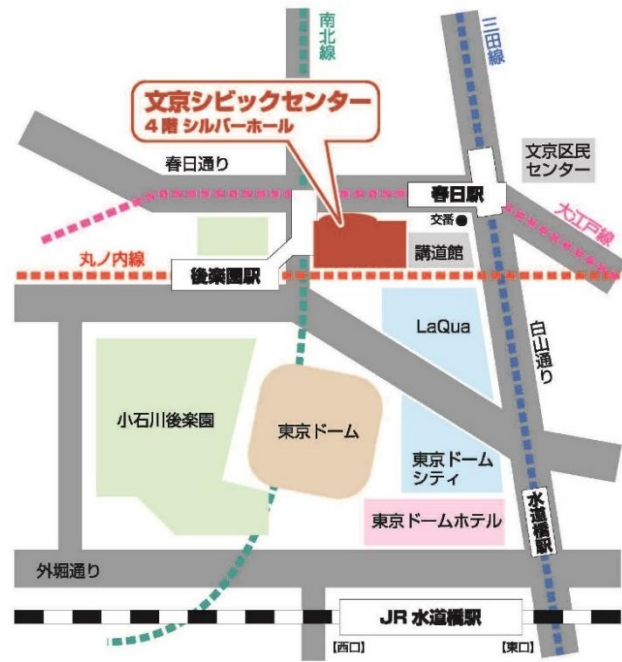 南北線
三田線
文京シビックセンター
4階 シルバーホール
文京区民
センター
春日通り
春日駅
交番
大江戸線
講道館
丸ノ内線
後楽園駅
LaQua
白山通り
小石川後楽園
東京ドーム
東京ドーム
シティ
水道橋駅
東京ドームホテル
外堀通り
JR 水道橋駅
【西口】
【東口】